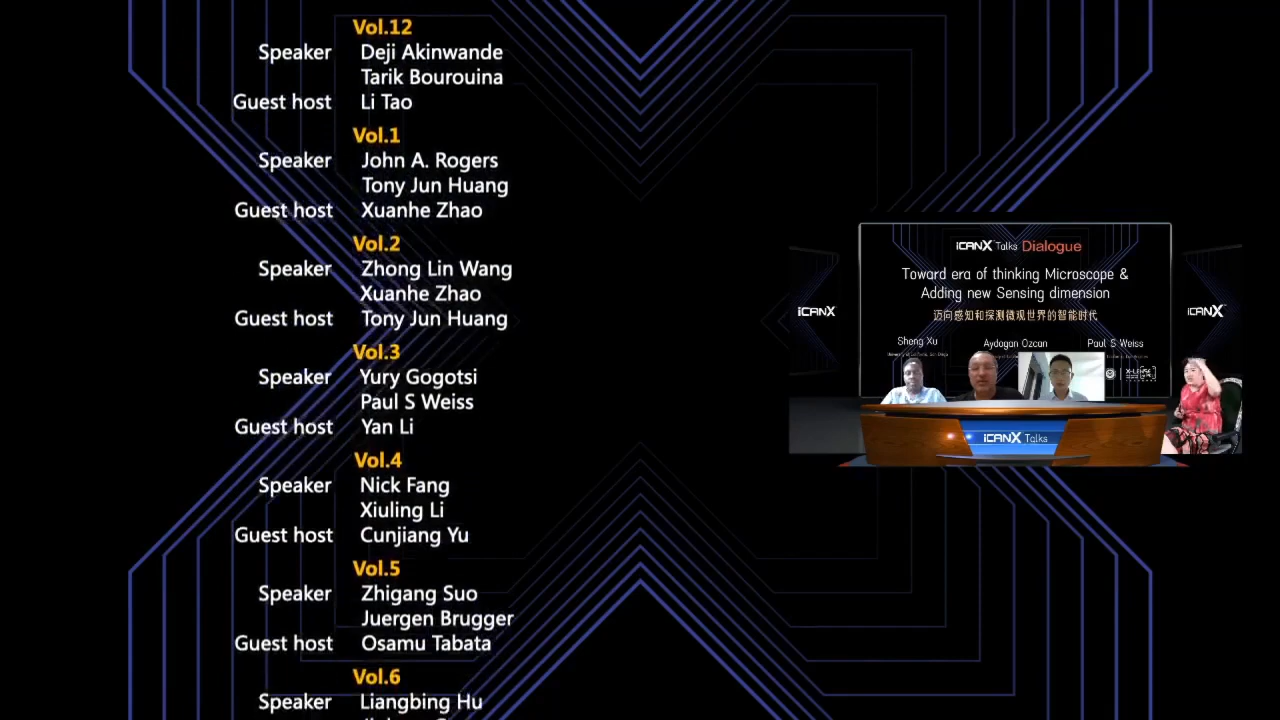 Vol.12
Speaker Deji Akinwande
Tarik Bourouina
Guest host Li Tao
Vol.1
Speaker John A. Rogers
Tony Jun Huang
Guest host Xuanhe Zhao
Vol.2
Speaker Zhong Lin Wang
Xuanhe Zhao
Guest host Tony Jun Huang
Vol.3
Speaker Yury Gogotsi
Paul S Weiss
Guest host Yan Li
Vol.4
Speaker Nick Fang
Xiuling Li
Guest host Cunjiang Yu
Vol.5
Speaker Zhigang Suo
Juergen Brugger
Guest host Osamu Tabata
Vol.6
Speaker Liangbing Hu
iCANX Talks Dialogue
Toward era of thinking Microscope &
Adding new Sensing dimension
迈向感知和探测微观世界的智能时代
Sheng Xu Aydogan Ozcan Paul S Weiss
University of California, San Diego
iCANX
iCANX
iCANX Talks